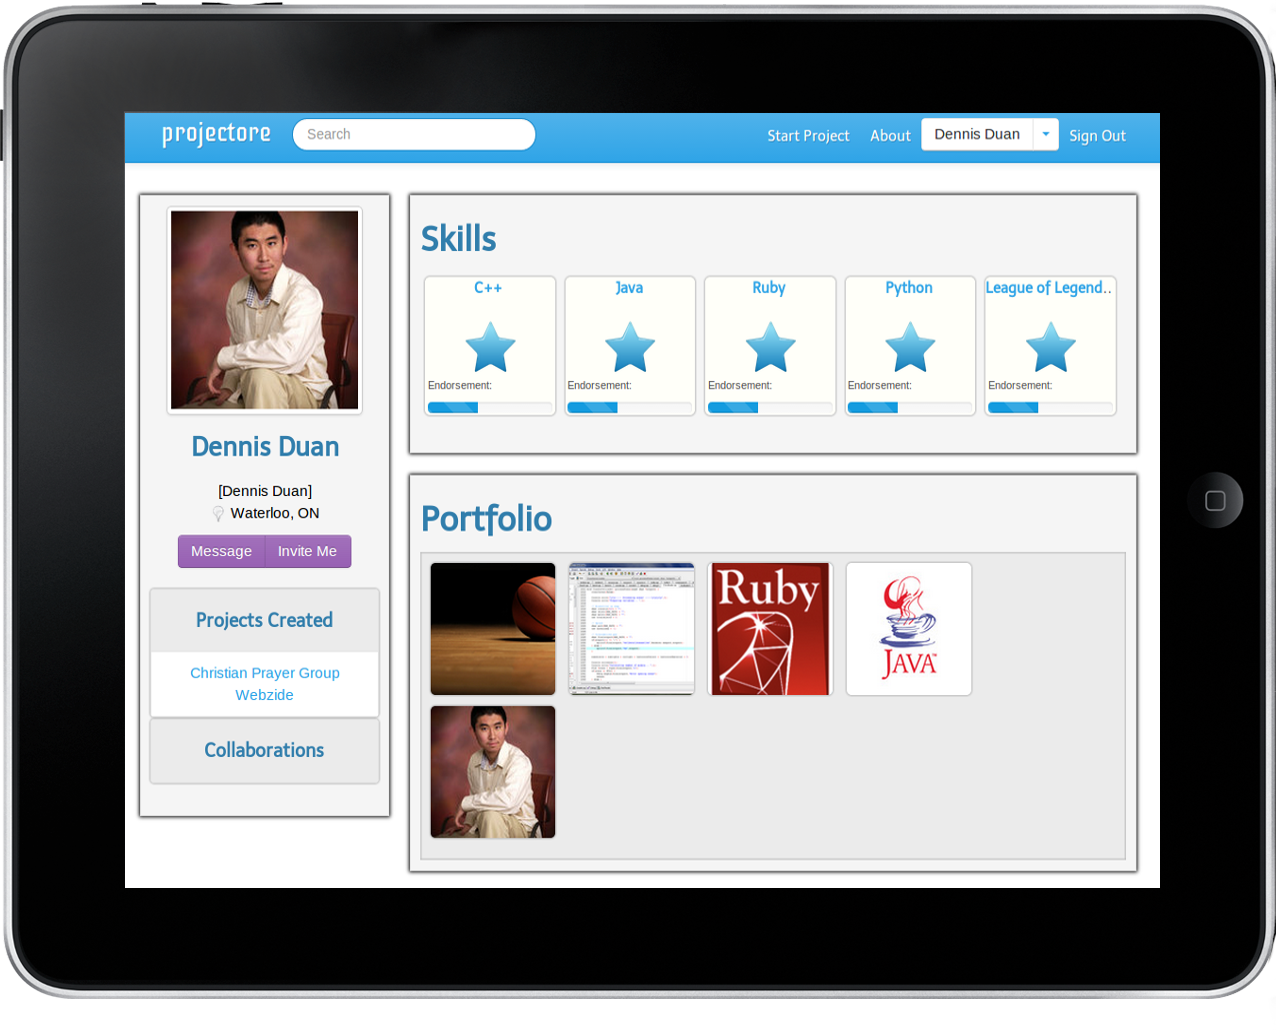 projectore
Search
Start Project
About
Dennis Duan
Sign Out
Dennis Duan
[Dennis Duan]
Waterloo, ON
Message
Invite Me
Projects Created
Christian Prayer Group
Webzide
Collaborations
Skills
C++
Java
Ruby
Python
League of Legend..
Endorsement:
Endorsement:
Endorsement:
Endorsement:
Endorsement:
Portfolio
Ruby
JAVA™